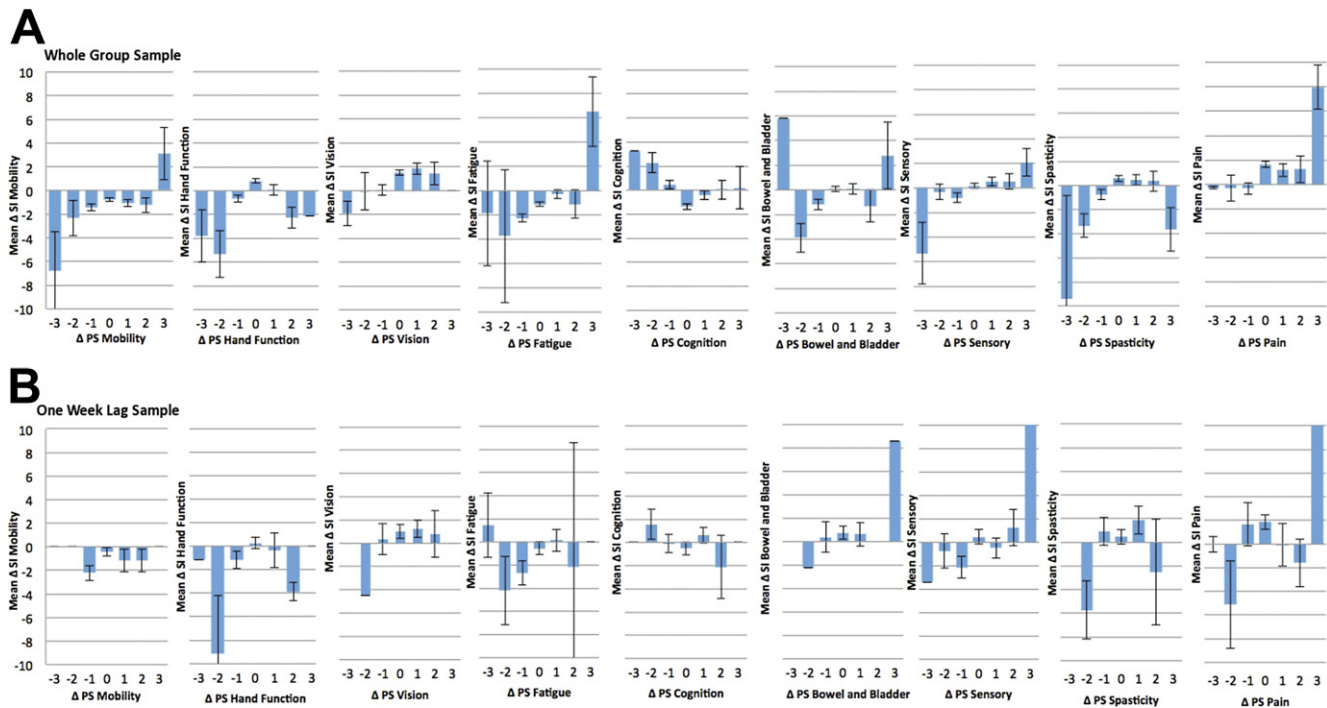 A
Whole Group Sample
10
8
6
4
2
0
-2
-4
-6
-8
-10
Mean Δ SI Mobility
-3 -2 -1 0 1 2 3
Δ PS Mobility
Mean Δ SI Hand Function
-3 -2 -1 0 1 2 3
Δ PS Hand Function
Mean Δ SI Vision
-3 -2 -1 0 1 2 3
Δ PS Vision
Mean Δ SI Fatigue
-3 -2 -1 0 1 2 3
Δ PS Fatigue
Mean Δ SI Cognition
-3 -2 -1 0 1 2 3
Δ PS Cognition
Mean Δ SI Bowel and Bladder
-3 -2 -1 0 1 2 3
Δ PS Bowel and Bladder
Mean Δ SI Sensory
-3 -2 -1 0 1 2 3
Δ PS Sensory
Mean Δ SI Spasticity
-3 -2 -1 0 1 2 3
Δ PS Spasticity
Mean Δ SI Pain
-3 -2 -1 0 1 2 3
Δ PS Pain
B
One Week Lag Sample
10
8
6
4
2
0
-2
-4
-6
-8
-10
Mean Δ SI Mobility
-3 -2 -1 0 1 2 3
Δ PS Mobility
Mean Δ SI Hand Function
-3 -2 -1 0 1 2 3
Δ PS Hand Function
Mean Δ SI Vision
-3 -2 -1 0 1 2 3
Δ PS Vision
Mean Δ SI Fatigue
-3 -2 -1 0 1 2 3
Δ PS Fatigue
Mean Δ SI Cognition
-3 -2 -1 0 1 2 3
Δ PS Cognition
Mean Δ SI Bowel and Bladder
-3 -2 -1 0 1 2 3
Δ PS Bowel and Bladder
Mean Δ SI Sensory
-3 -2 -1 0 1 2 3
Δ PS Sensory
Mean Δ SI Spasticity
-3 -2 -1 0 1 2 3
Δ PS Spasticity
Mean Δ SI Pain
-3 -2 -1 0 1 2 3
Δ PS Pain